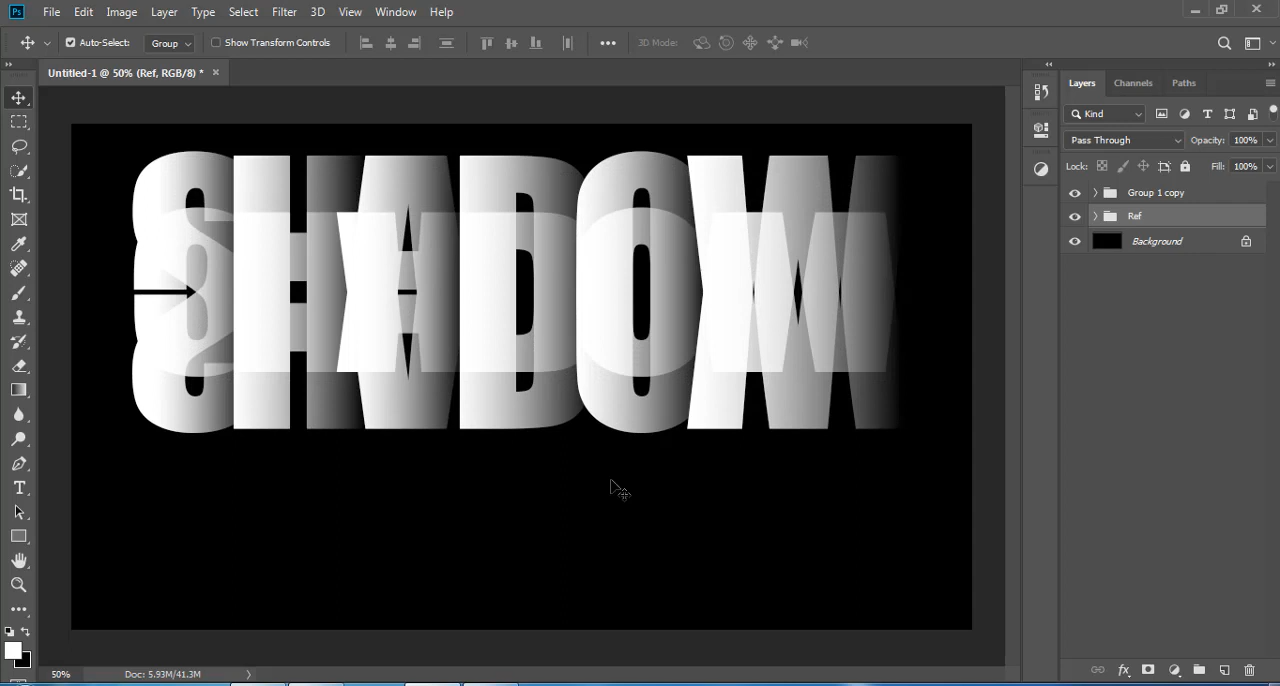 Ps File Edit Image Layer Type Select Filter 3D View Window Help
Auto-Select: Group Show Transform Controls 3D Mode:
Untitled-1 @ 50% (Ref, RGB/8) *
Layers Channels Paths
Kind
Pass Through Opacity: 100%
Lock: Fill: 100%
Group 1 copy
Ref
Background
SHADOW
50% Doc: 5.93M/41.3M